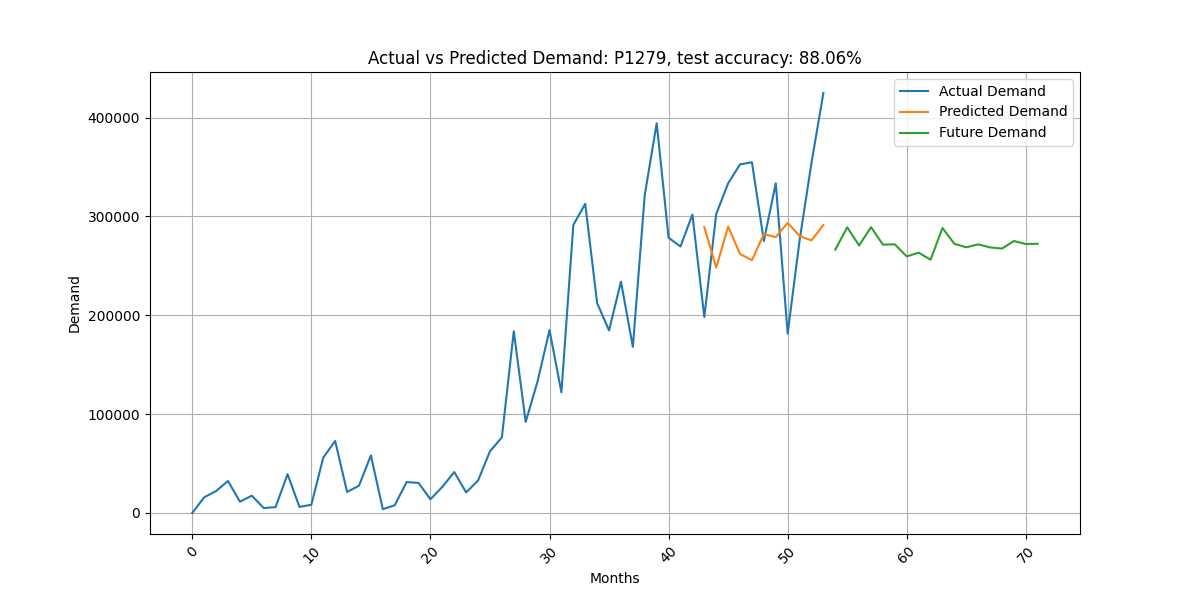 Actual vs Predicted Demand: P1279, test accuracy: 88.06%
Actual Demand
Predicted Demand
Future Demand
Demand
400000
300000
200000
100000
0
0 10 20 30 40 50 60 70
Months